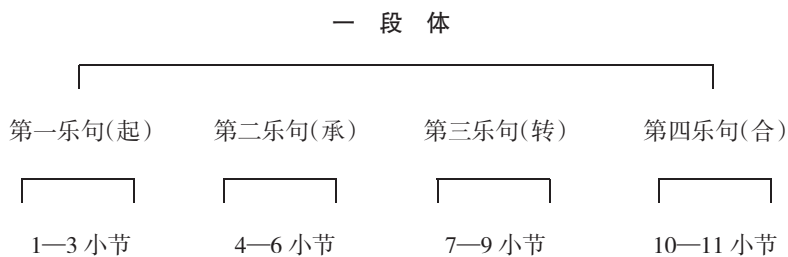 一 段 体
第一乐句(起) 第二乐句(承) 第三乐句(转) 第四乐句(合)
1—3 小节 4—6 小节 7—9 小节 10—11 小节